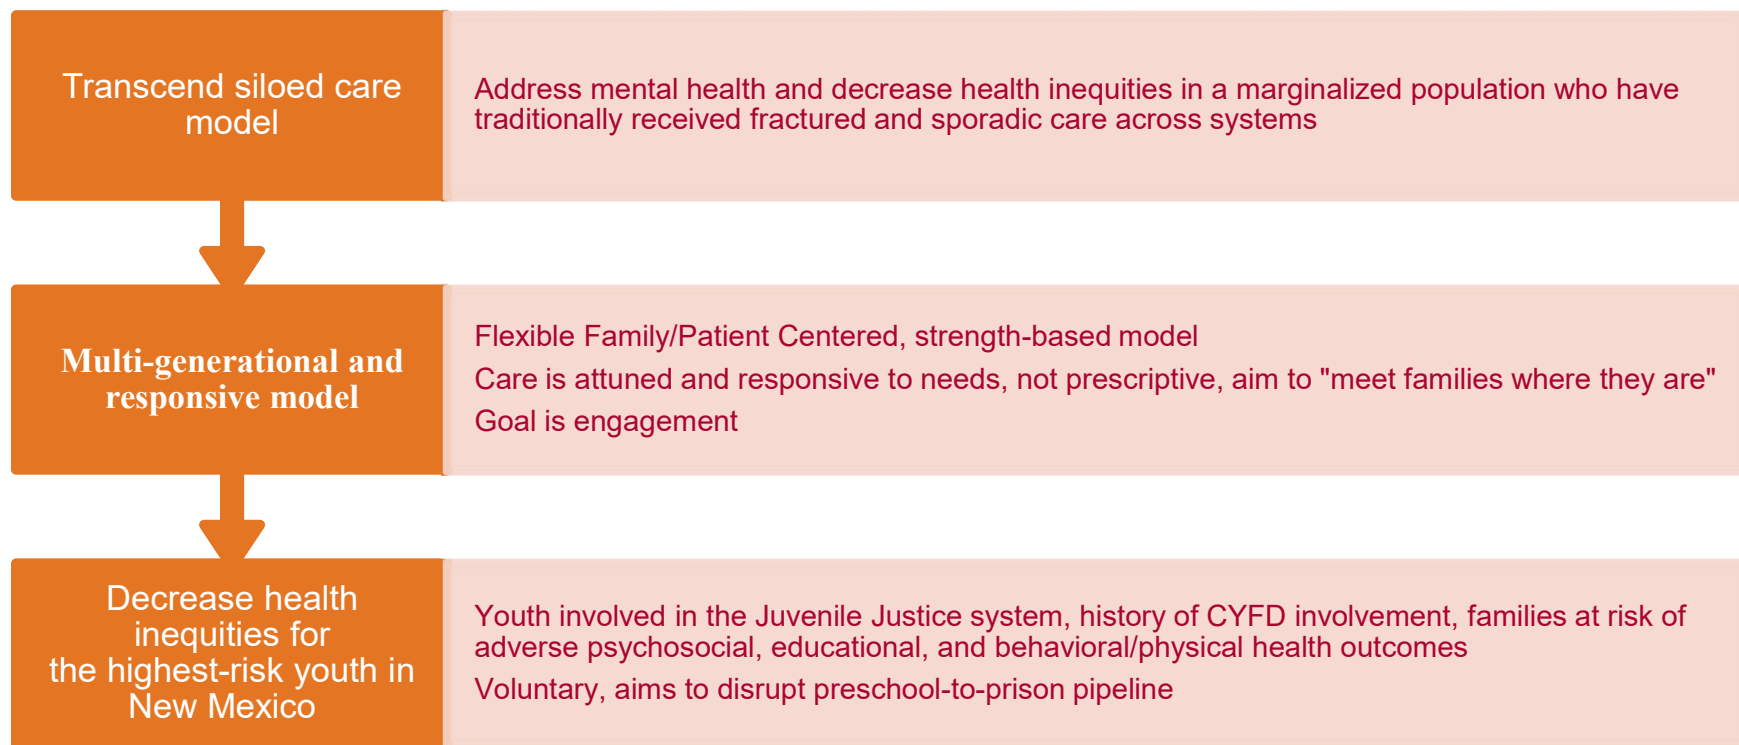 Transcend siloed care
model
Address mental health and decrease health inequities in a marginalized population who have
traditionally received fractured and sporadic care across systems
Multi-generational and
responsive model
Flexible Family/Patient Centered, strength-based model
Care is attuned and responsive to needs, not prescriptive, aim to "meet families where they are"
Goal is engagement
Decrease health
inequities for
the highest-risk youth in
New Mexico
Youth involved in the Juvenile Justice system, history of CYFD involvement, families at risk of
adverse psychosocial, educational, and behavioral/physical health outcomes
Voluntary, aims to disrupt preschool-to-prison pipeline